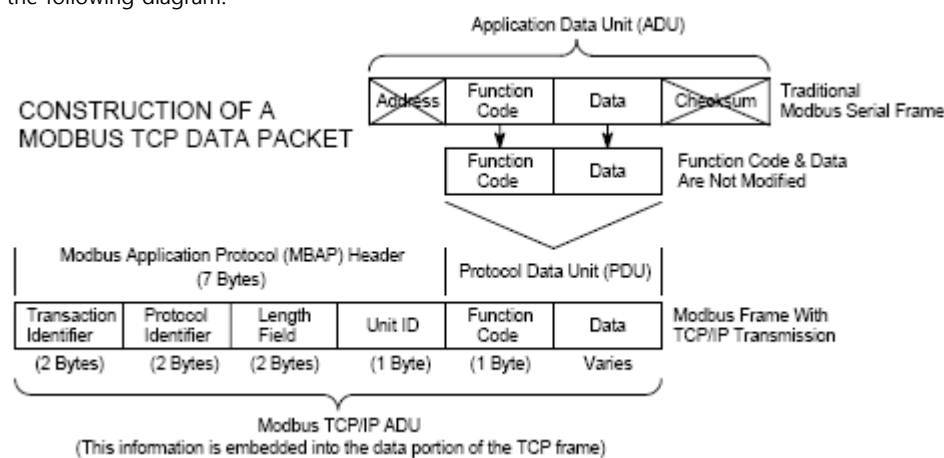 the following diagram.
Application Data Unit (ADU)
CONSTRUCTION OF A
MODBUS TCP DATA PACKET
Address
Function
Code
Data
Checksum
Traditional
Modbus Serial Frame
Function
Code
Data
Function Code & Data
Are Not Modified
Modbus Application Protocol (MBAP) Header
(7 Bytes)
Protocol Data Unit (PDU)
Transaction
Identifier
Protocol
Identifier
Length
Field
Unit ID
Function
Code
Data
Modbus Frame With
TCP/IP Transmission
(2 Bytes) (2 Bytes) (2 Bytes) (1 Byte) (1 Byte) Varies
Modbus TCP/IP ADU
(This information is embedded into the data portion of the TCP frame)